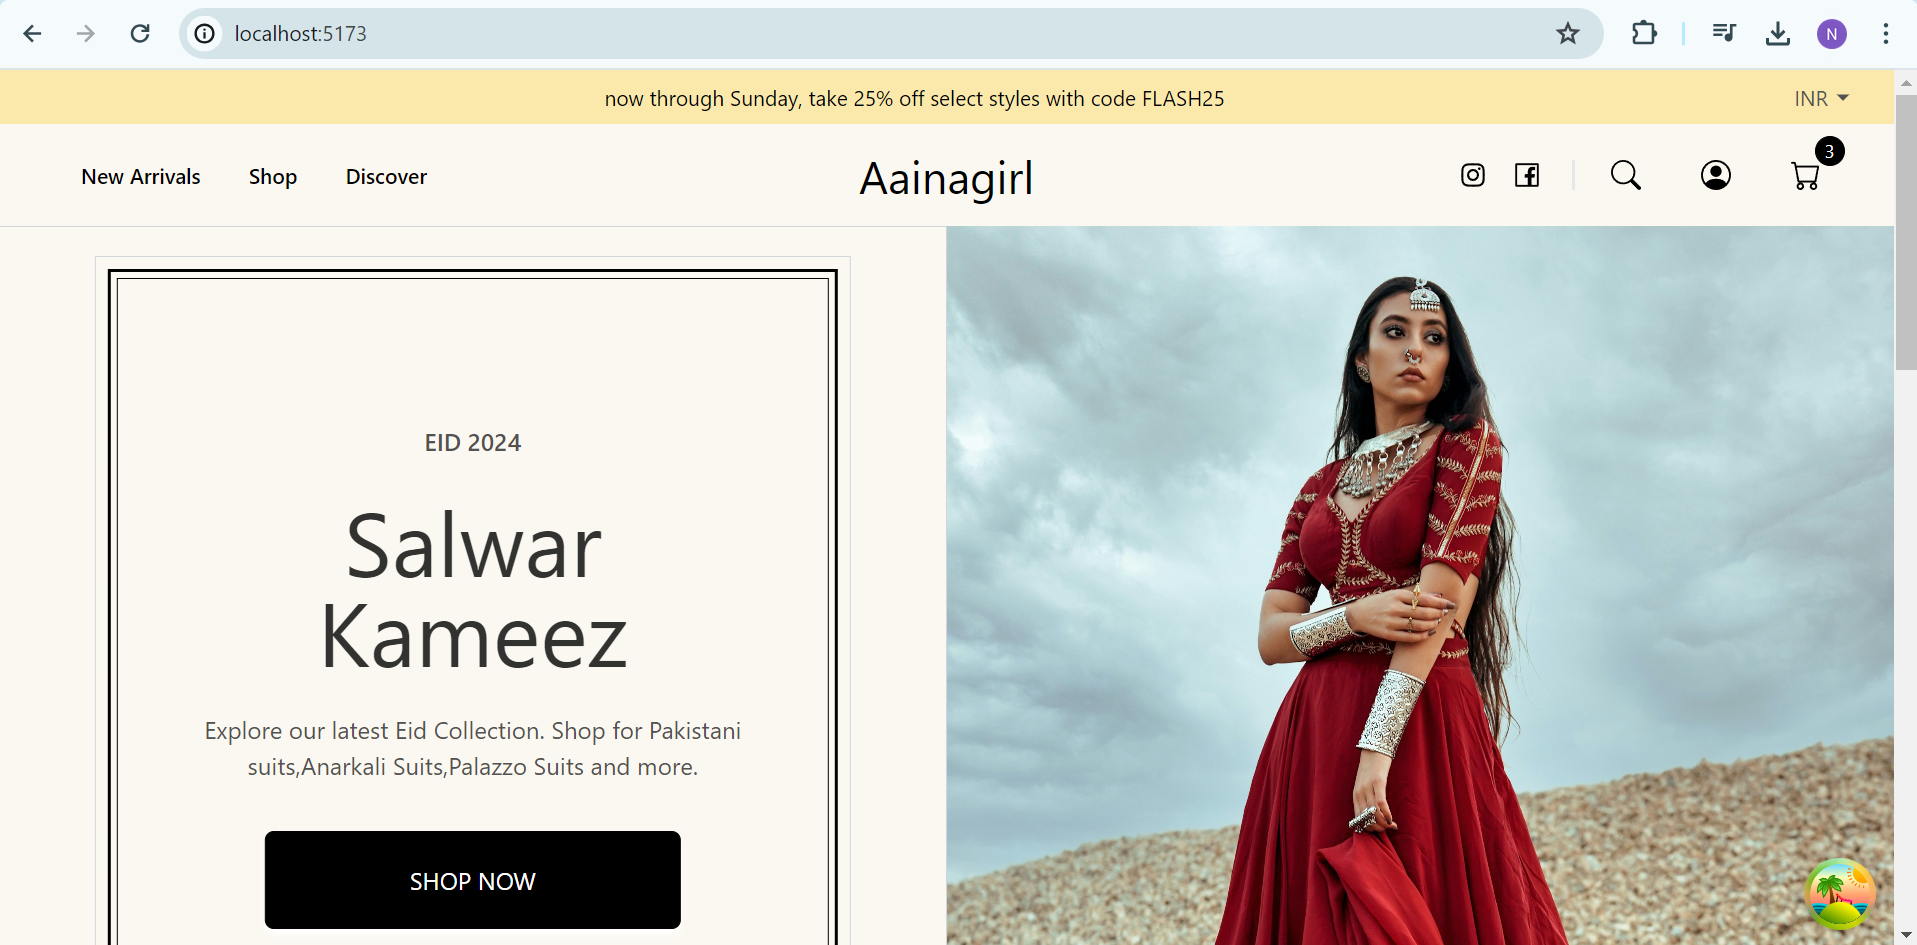 localhost:5173
N
now through Sunday, take 25% off select styles with code FLASH25
INR
New Arrivals
Shop
Discover
Aainagirl
3
EID 2024
Salwar
Kameez
Explore our latest Eid Collection. Shop for Pakistani
suits,Anarkali Suits,Palazzo Suits and more.
SHOP NOW